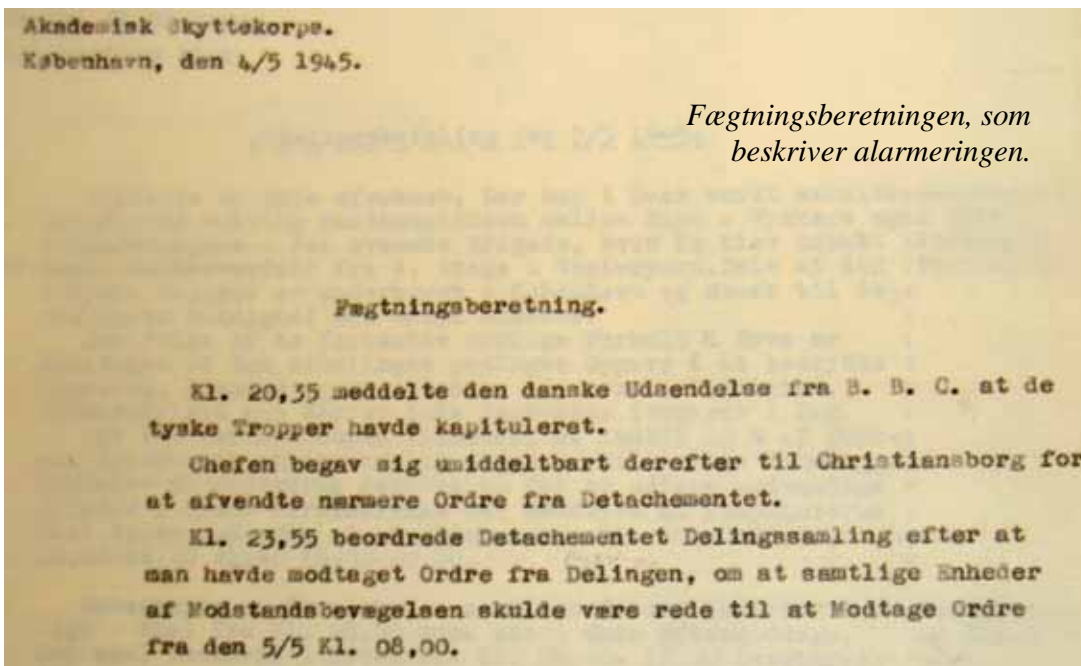 Akademisk Skyttekorps.
København, den 4/5 1945.
Fægtningsberetningen, som
beskriver alarmeringen.
Fægtningsberetning.
Kl. 20,35 meddelte den danske Udsendelse fra B. B. C. at de
tyske Tropper havde kapituleret.
Chefen begav sig umiddeltbart derefter til Christiansborg for
at afvendte nærmere Ordre fra Detachementet.
Kl. 23,55 beordrede Detachementet Delingssamling efter at
man havde modtaget Ordre fra Delingen, om at samtlige Enheder
af Modstandsbevægelsen skulde være rede til at Modtage Ordre
fra den 5/5 Kl. 08,00.